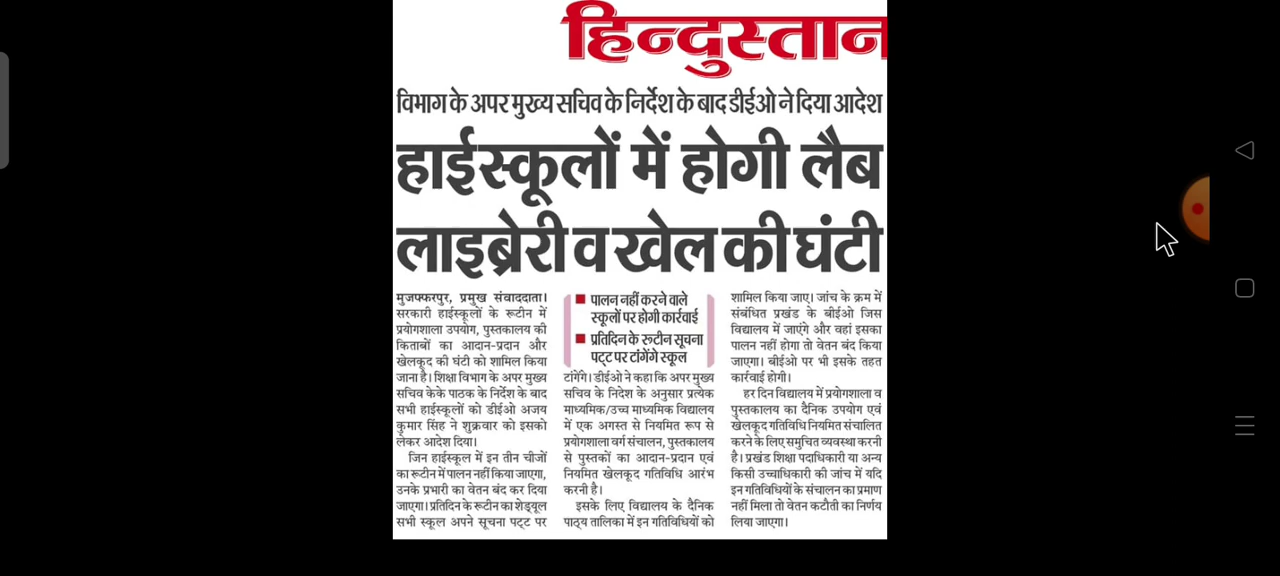 हिन्दुस्तान
विभाग के अपर मुख्य सचिव के निर्देश के बाद डीईओ ने दिया आदेश
हाईस्कूलों में होगी लैब
लाइब्रेरी व खेल की घंटी
मुजफ्फरपुर, प्रमुख संवाददाता।
सरकारी हाईस्कूलों के रूटीन में
प्रयोगशाला उपयोग, पुस्तकालय की
किताबों का आदान-प्रदान और
खेलकूद की घंटी को शामिल किया
जाना है। शिक्षा विभाग के अपर मुख्य
सचिव केके पाठक के निर्देश के बाद
सभी हाईस्कूलों को डीईओ अजय
कुमार सिंह ने शुक्रवार को इसको
लेकर आदेश दिया।
जिन हाईस्कूल में इन तीन चीजों
का रूटीन में पालन नहीं किया जाएगा,
उनके प्रभारी का वेतन बंद कर दिया
जाएगा। प्रतिदिन के रूटीन का शेड्यूल
सभी स्कूल अपने सूचना पट्ट पर
पालन नहीं करने वाले
स्कूलों पर होगी कार्रवाई
प्रतिदिन के रूटीन सूचना
पट्ट पर टांगेंगे स्कूल
टांगेंगे। डीईओ ने कहा कि अपर मुख्य
सचिव के निदेश के अनुसार प्रत्येक
माध्यमिक/उच्च माध्यमिक विद्यालय
में एक अगस्त से नियमित रूप से
प्रयोगशाला वर्ग संचालन, पुस्तकालय
से पुस्तकों का आदान-प्रदान एवं
नियमित खेलकूद गतिविधि आरंभ
करनी है।
इसके लिए विद्यालय के दैनिक
पाठ्य तालिका में इन गतिविधियों को
शामिल किया जाए। जांच के क्रम में
संबंधित प्रखंड के बीईओ जिस
विद्यालय में जाएंगे और वहां इसका
पालन नहीं होगा तो वेतन बंद किया
जाएगा। बीईओ पर भी इसके तहत
कार्रवाई होगी।
हर दिन विद्यालय में प्रयोगशाला व
पुस्तकालय का दैनिक उपयोग एवं
खेलकूद गतिविधि नियमित संचालित
करने के लिए समुचित व्यवस्था करनी
है। प्रखंड शिक्षा पदाधिकारी या अन्य
किसी उच्चाधिकारी की जांच में यदि
इन गतिविधियों के संचालन का प्रमाण
नहीं मिला तो वेतन कटौती का निर्णय
लिया जाएगा।